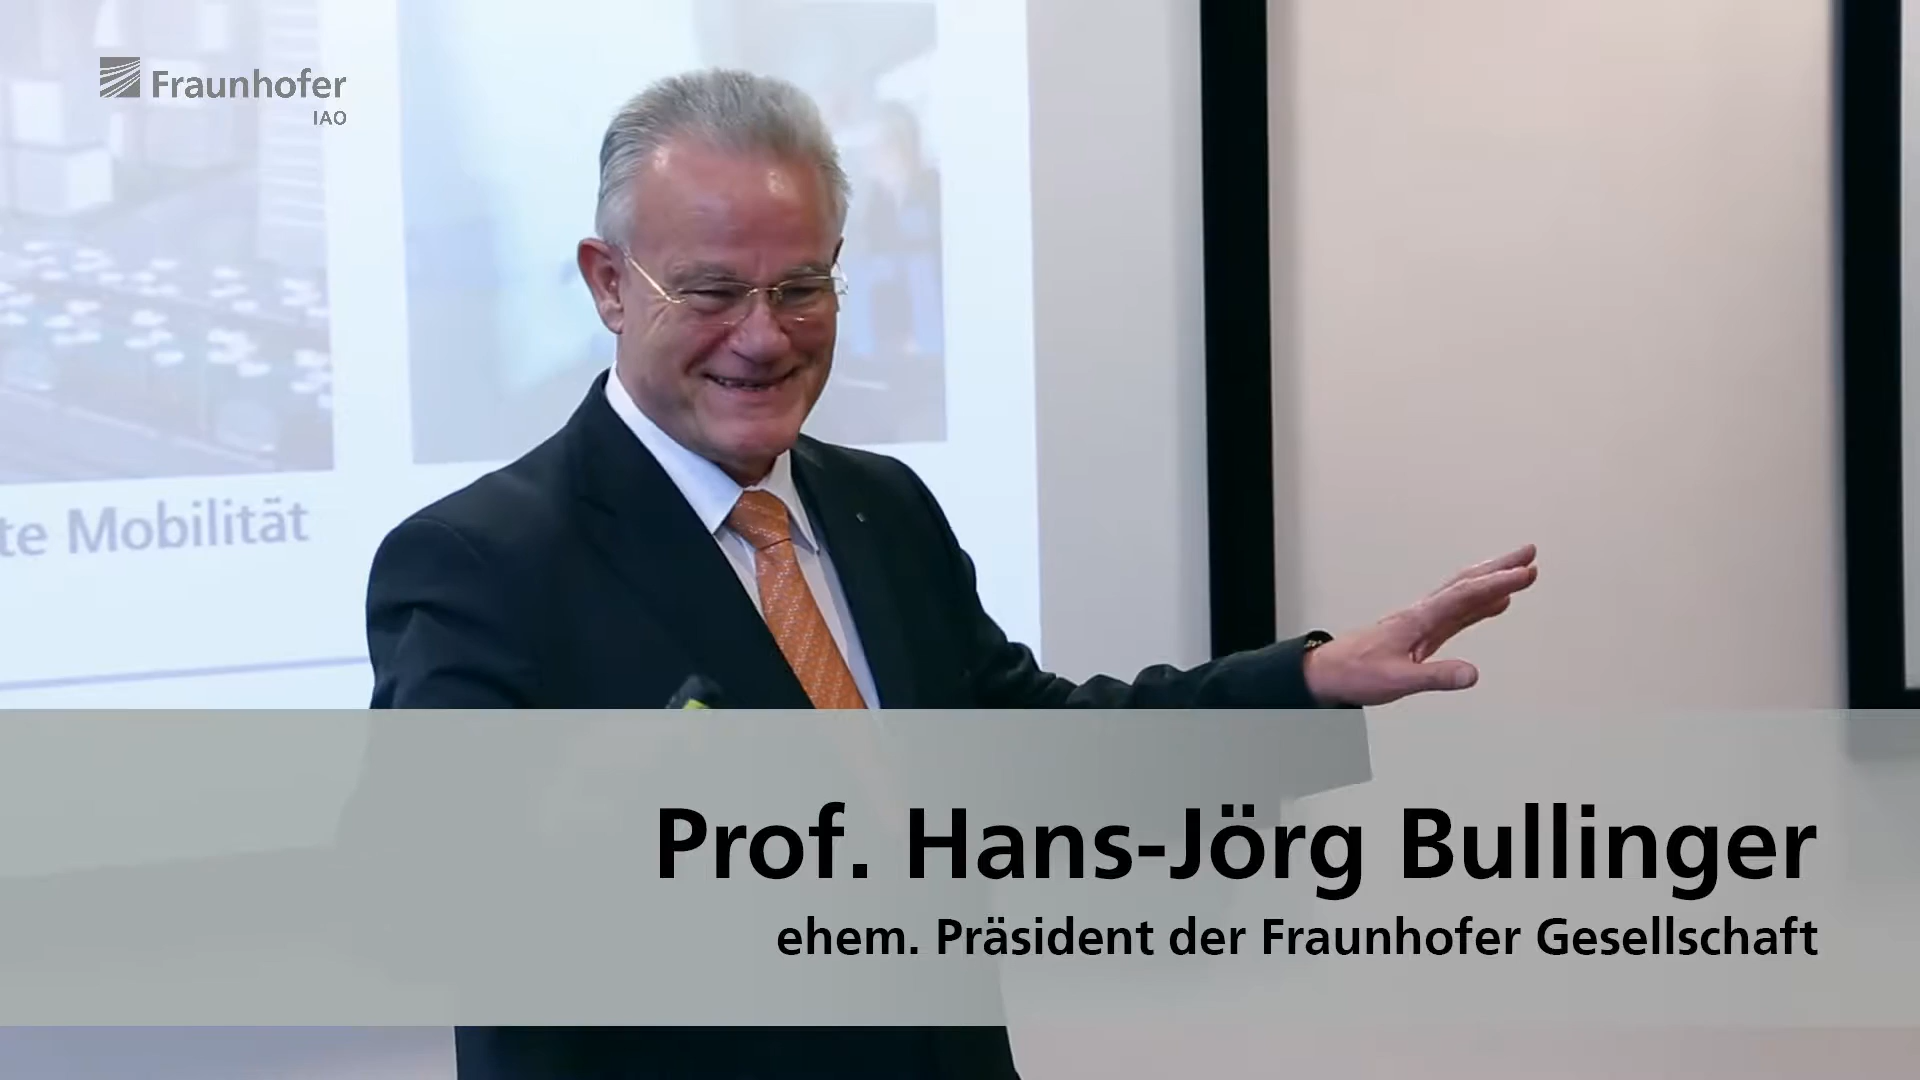 Fraunhofer
IAO
te Mobilität
Prof. Hans-Jörg Bullinger
ehem. Präsident der Fraunhofer Gesellschaft